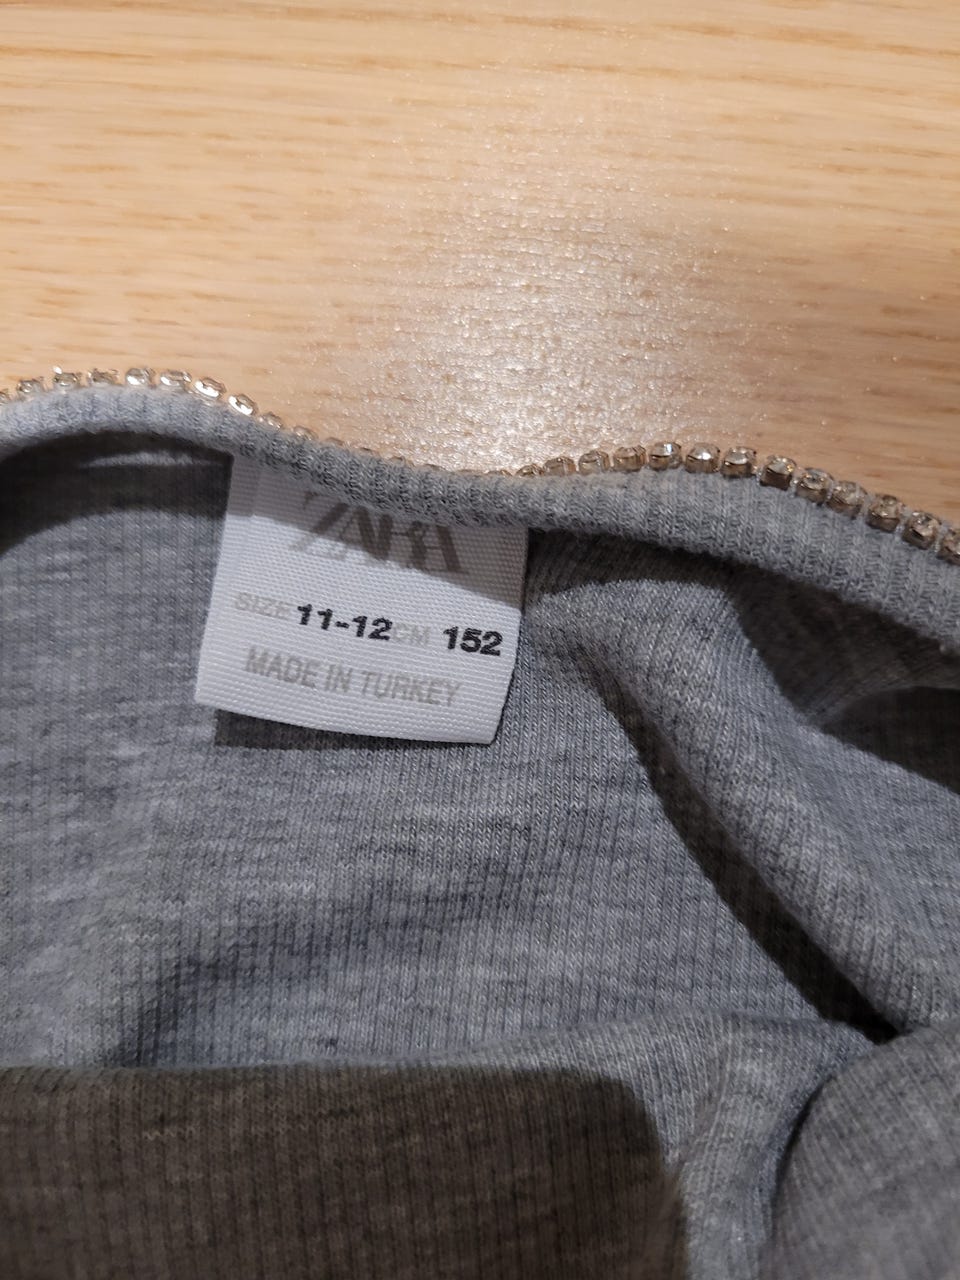 ZARA
SIZE 11-12 CM 152
MADE IN TURKEY